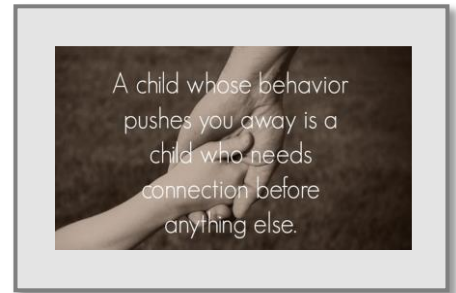 A child whose behavior
pushes you away is a
child who needs
connection before
anything else.